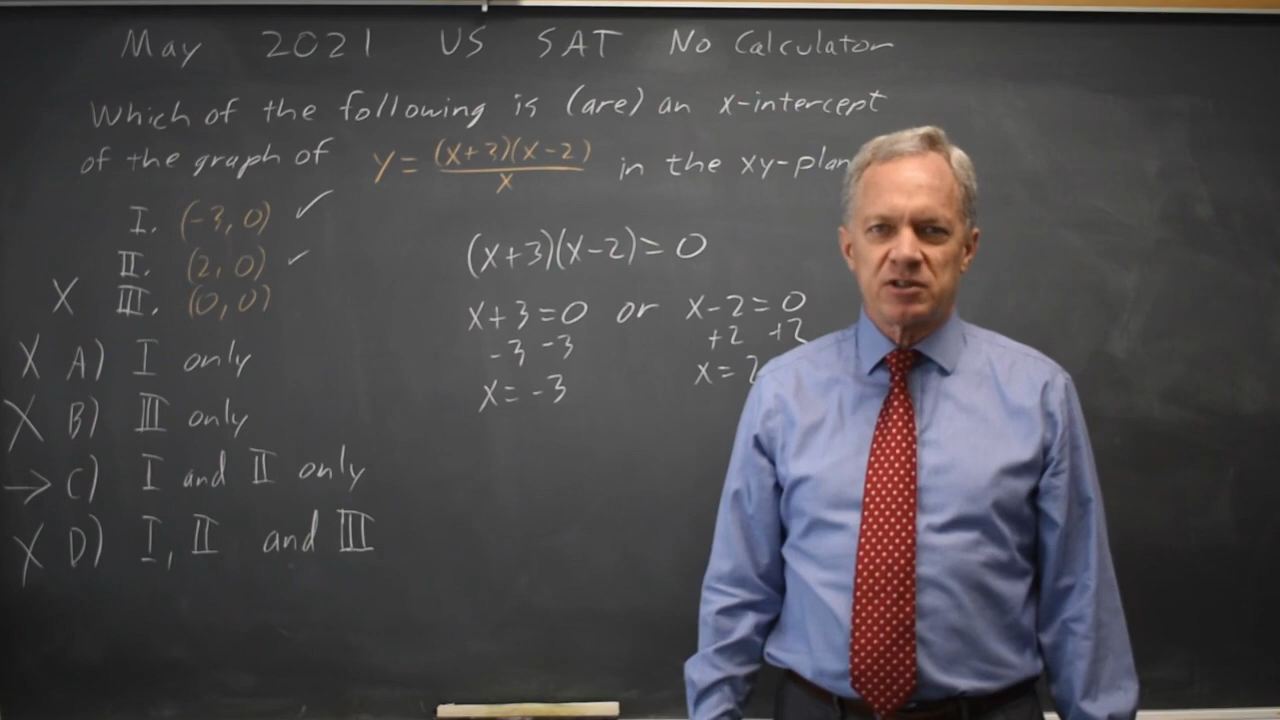 May 2021 US SAT No Calculator
Which of the following is (are) an x-intercept
of the graph of y = (x+3)(x-2)/x in the xy-plan
I. (-3, 0) ✓
II. (2, 0) ✓
X III. (0, 0)
X A) I only
X B) III only
→ C) I and II only
X D) I, II and III
(x+3)(x-2)=0
x+3=0 or x-2=0
-3 -3 +2 +2
x=-3 x=2